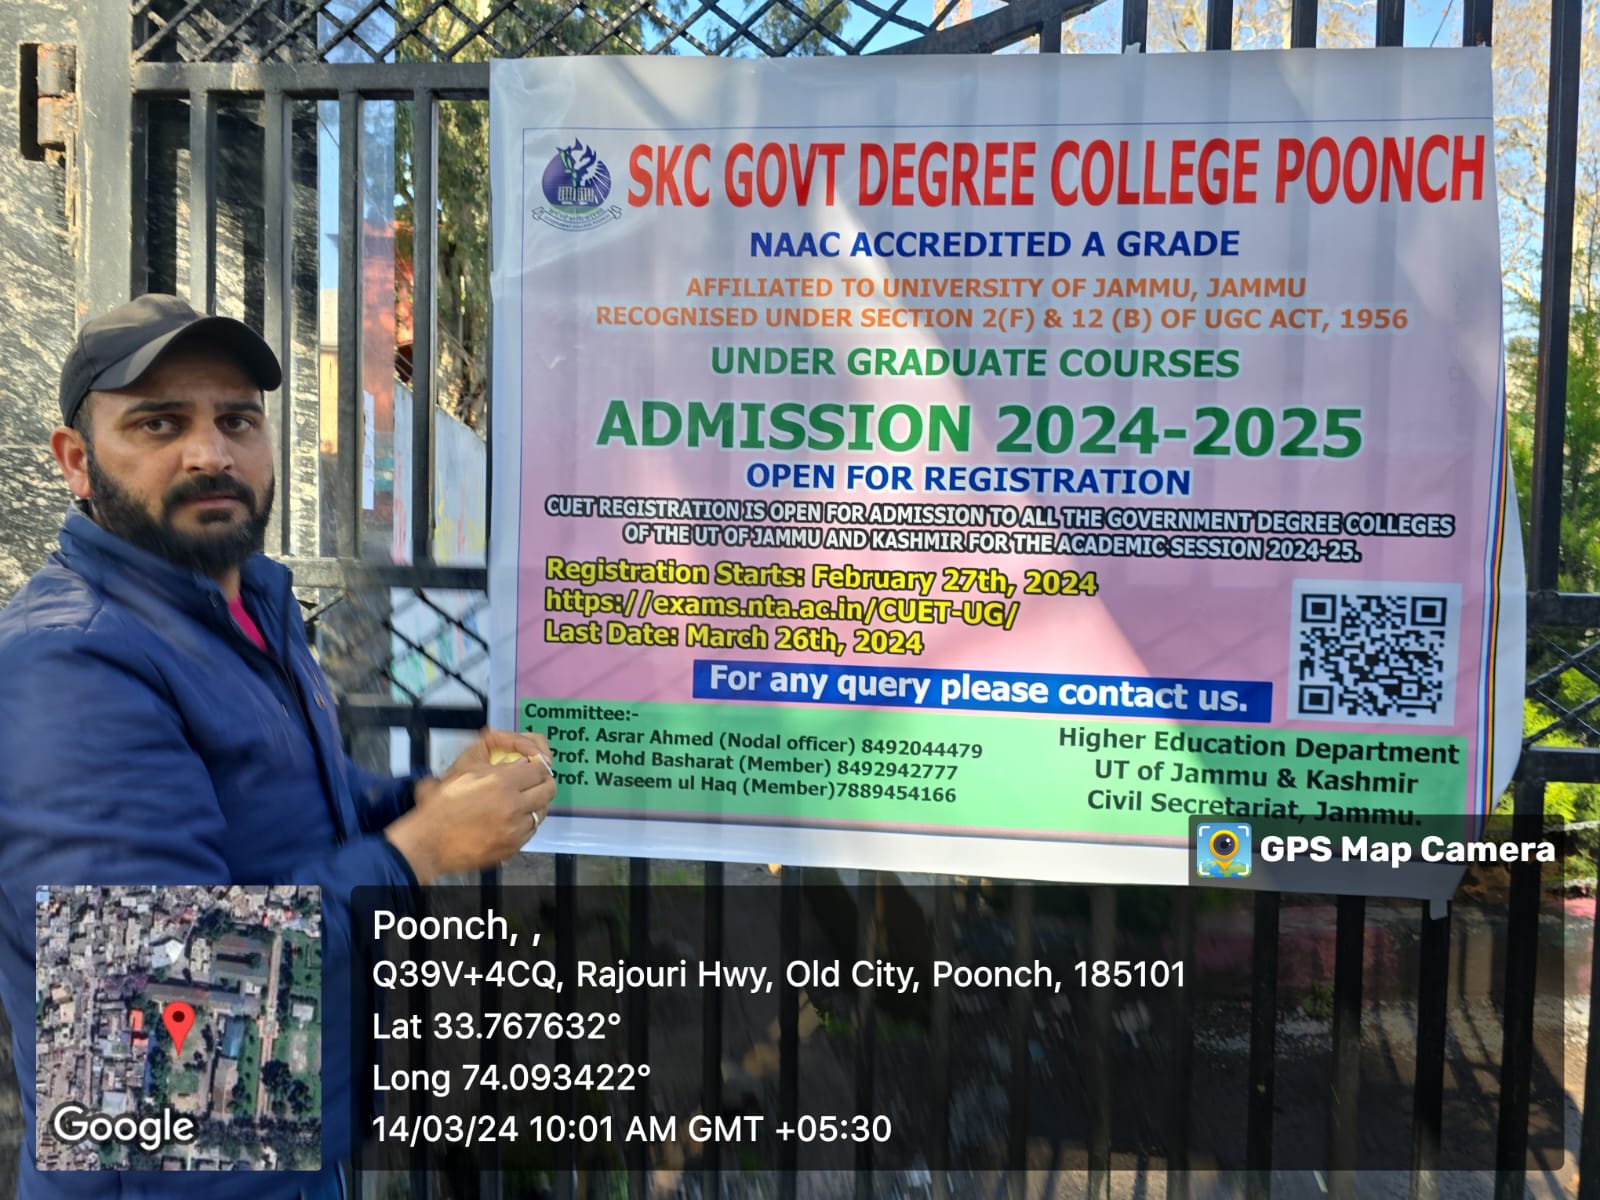 SKC GOVT DEGREE COLLEGE POONCH
NAAC ACCREDITED A GRADE
AFFILIATED TO UNIVERSITY OF JAMMU, JAMMU
RECOGNISED UNDER SECTION 2(F) & 12 (B) OF UGC ACT, 1956
UNDER GRADUATE COURSES
ADMISSION 2024-2025
OPEN FOR REGISTRATION
CUET REGISTRATION IS OPEN FOR ADMISSION TO ALL THE GOVERNMENT DEGREE COLLEGES
OF THE UT OF JAMMU AND KASHMIR FOR THE ACADEMIC SESSION 2024-25.
Registration Starts: February 27th, 2024
https://exams.nta.ac.in/CUET-UG/
Last Date: March 26th, 2024
For any query please contact us.
Committee:-
1. Prof. Asrar Ahmed (Nodal officer) 8492044479
Prof. Mohd Basharat (Member) 8492942777
Prof. Waseem ul Haq (Member)7889454166
Higher Education Department
UT of Jammu & Kashmir
Civil Secretariat, Jammu.
GPS Map Camera
Poonch, ,
Q39V+4CQ, Rajouri Hwy, Old City, Poonch, 185101
Lat 33.767632°
Long 74.093422°
14/03/24 10:01 AM GMT +05:30
Google